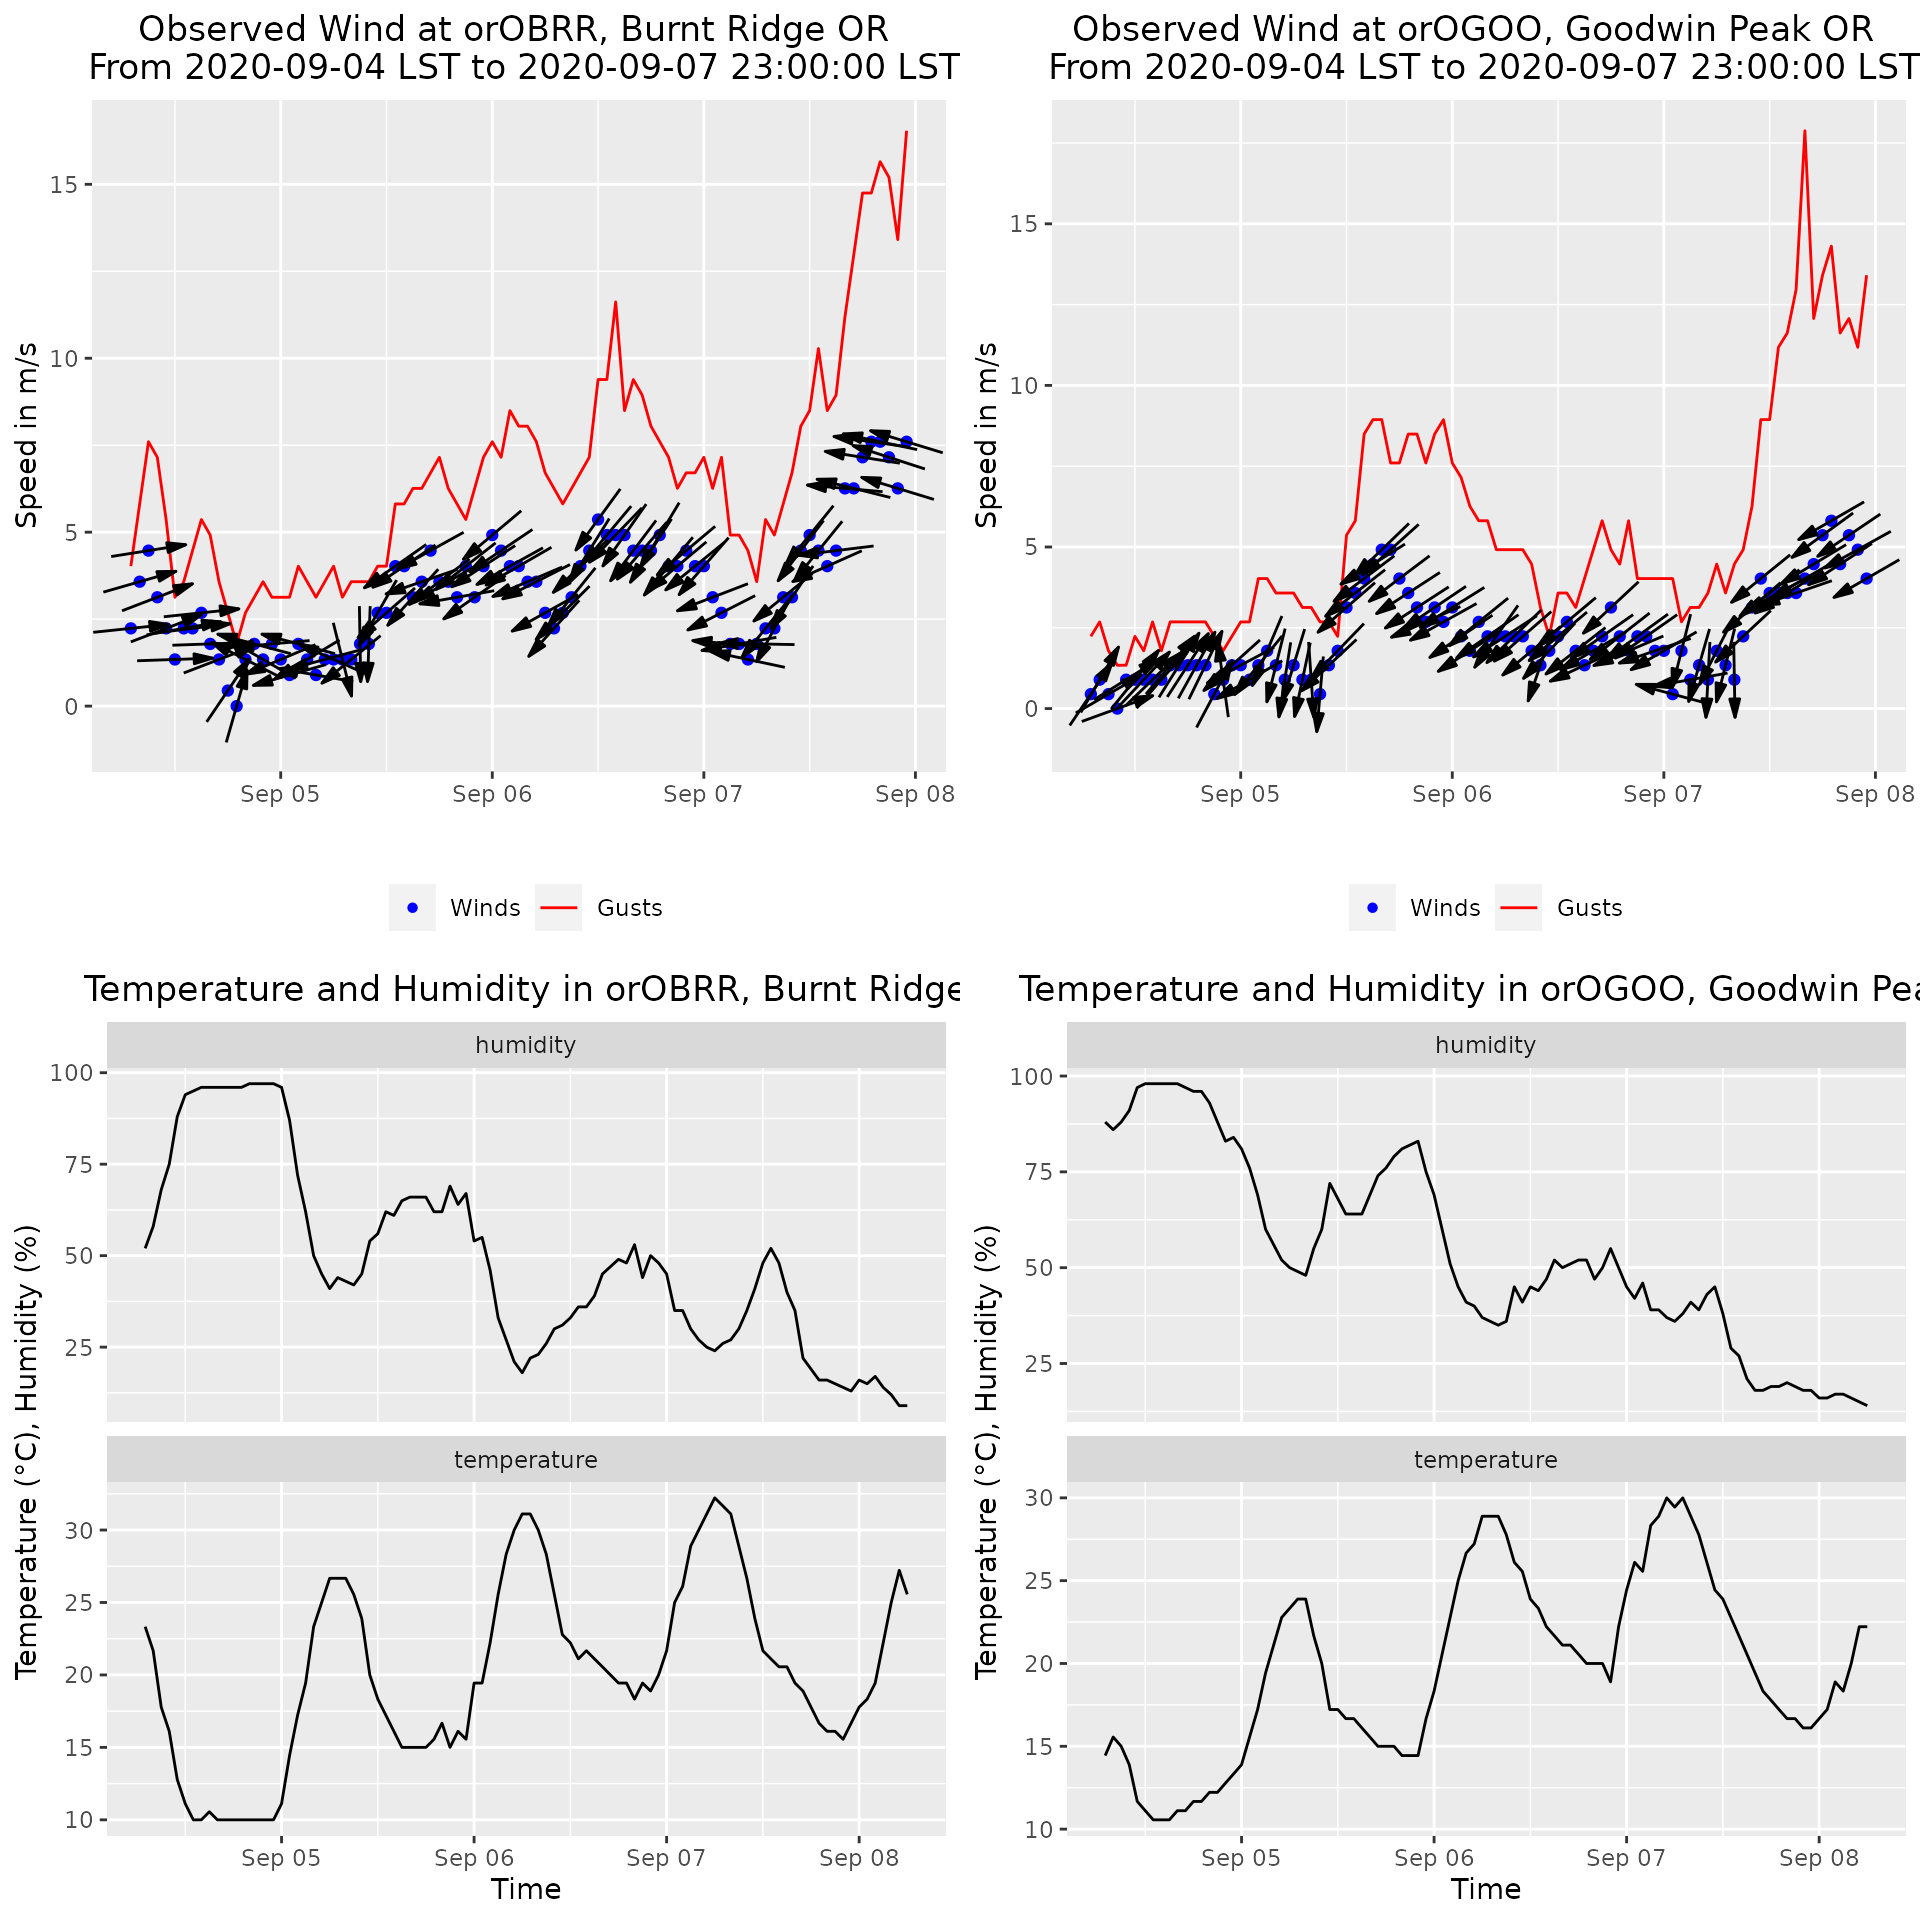 Observed Wind at orOBRR, Burnt Ridge OR
From 2020-09-04 LST to 2020-09-07 23:00:00 LST
Speed in m/s
15
10
5
0
Sep 05 Sep 06 Sep 07 Sep 08
Winds Gusts
Observed Wind at orOGOO, Goodwin Peak OR
From 2020-09-04 LST to 2020-09-07 23:00:00 LST
Speed in m/s
15
10
5
0
Sep 05 Sep 06 Sep 07 Sep 08
Winds Gusts
Temperature and Humidity in orOBRR, Burnt Ridge
Temperature (°C), Humidity (%)
humidity
100
75
50
25
temperature
30
25
20
15
10
Sep 05 Sep 06 Sep 07 Sep 08
Time
Temperature and Humidity in orOGOO, Goodwin Pea
Temperature (°C), Humidity (%)
humidity
100
75
50
25
temperature
30
25
20
15
10
Sep 05 Sep 06 Sep 07 Sep 08
Time